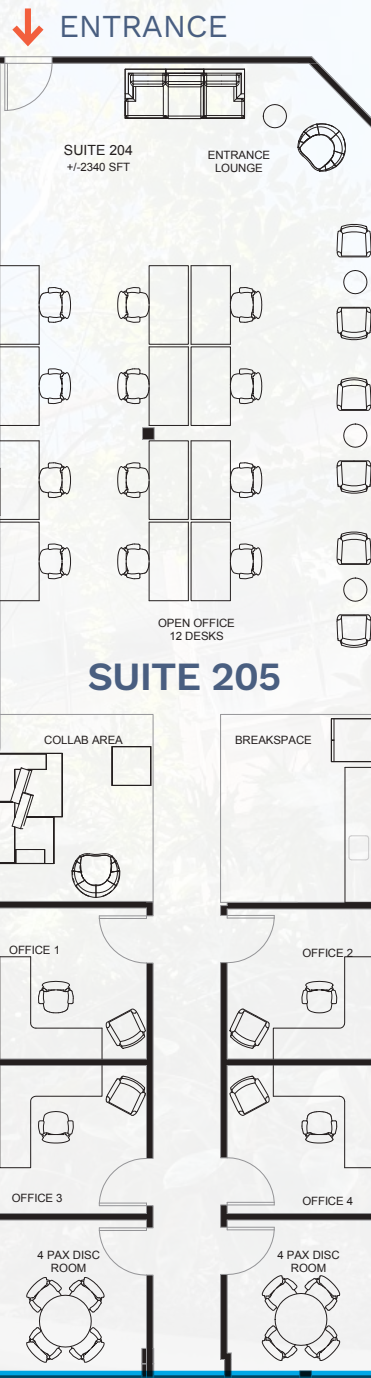 ENTRANCE
SUITE 204
+/-2340 SFT
ENTRANCE
LOUNGE
OPEN OFFICE
12 DESKS
SUITE 205
COLLAB AREA
BREAKSPACE
OFFICE 1
OFFICE 2
OFFICE 3
OFFICE 4
4 PAX DISC
ROOM
4 PAX DISC
ROOM